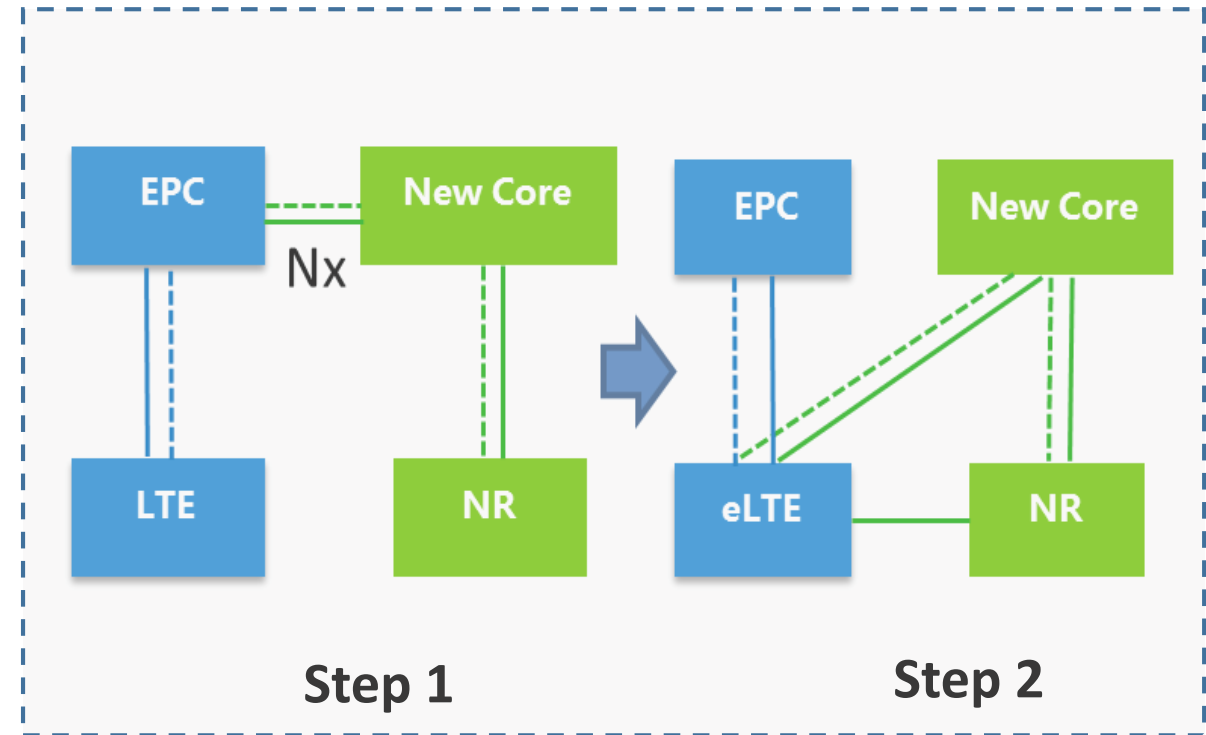 EPC
New Core
Nx
LTE
NR
Step 1
EPC
New Core
eLTE
NR
Step 2